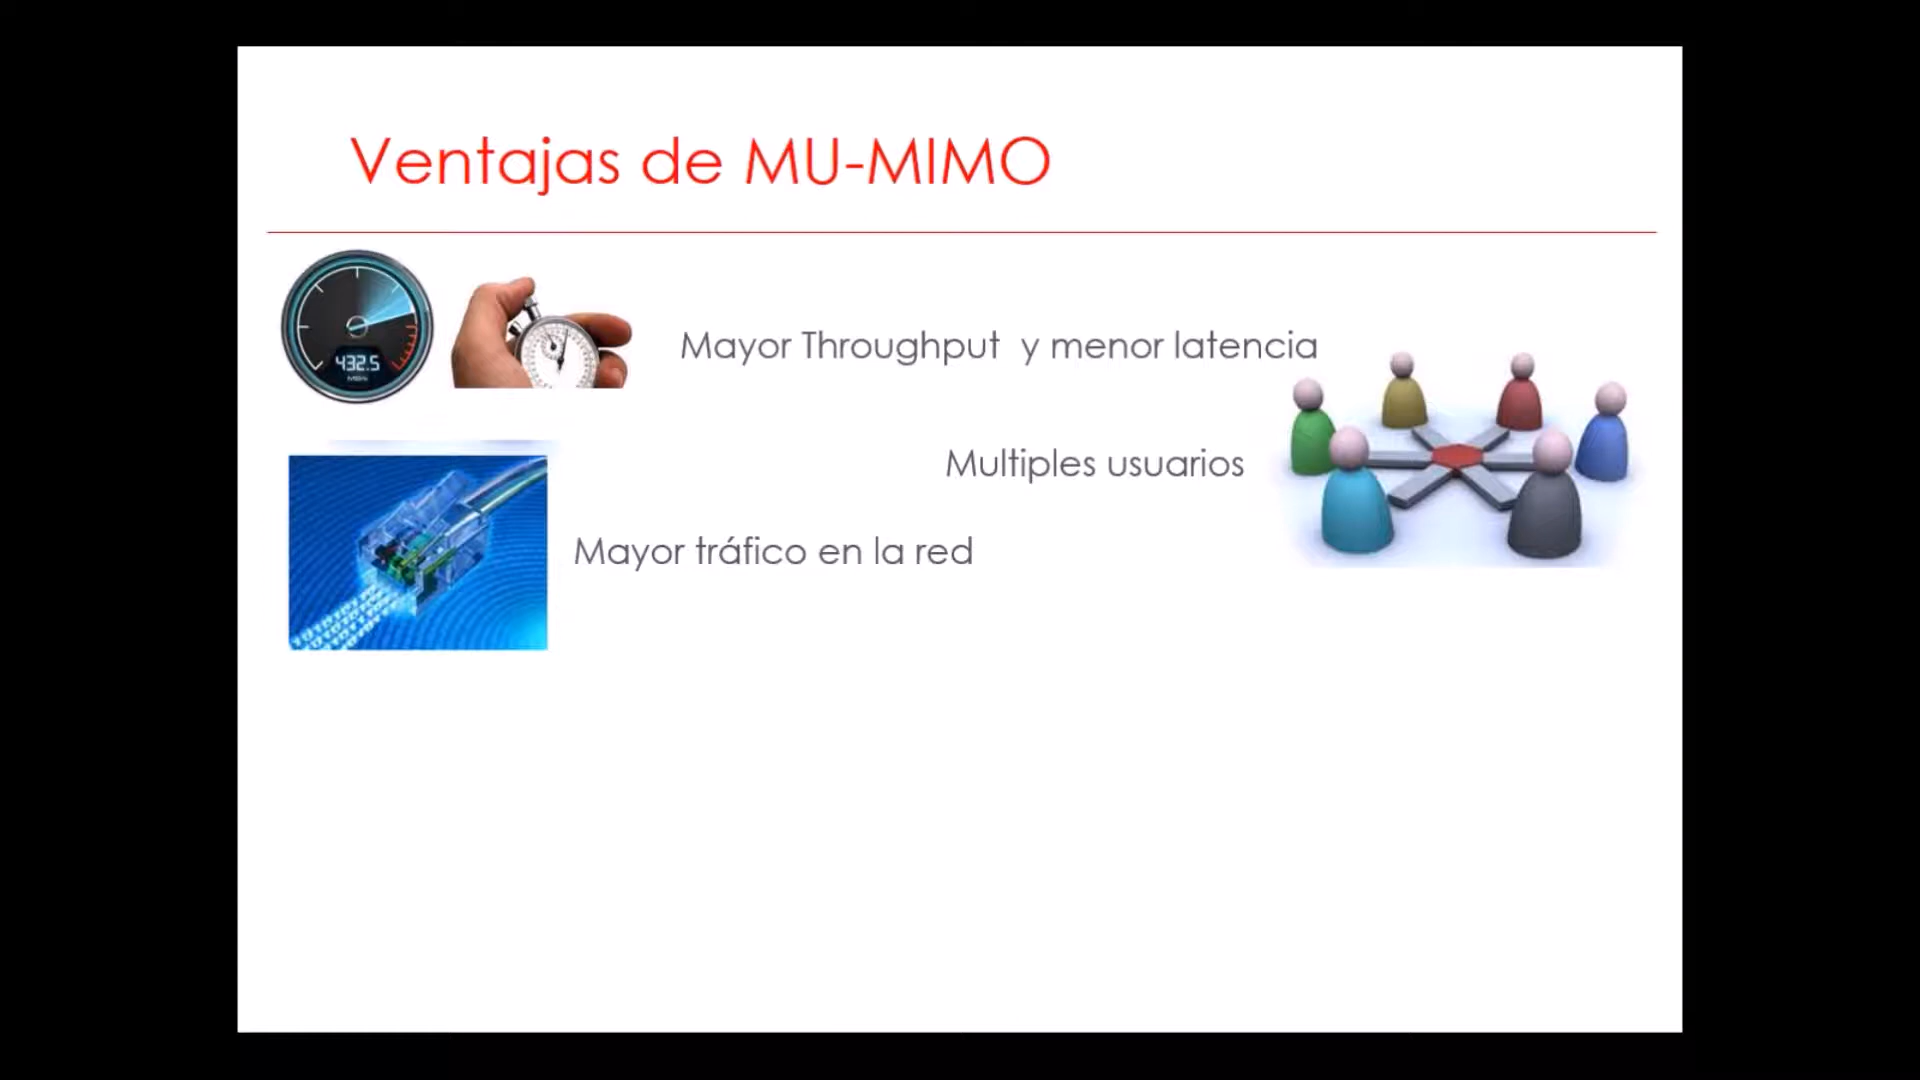 Ventajas de MU-MIMO
432.5
Mayor Throughput y menor latencia
Multiples usuarios
Mayor tráfico en la red